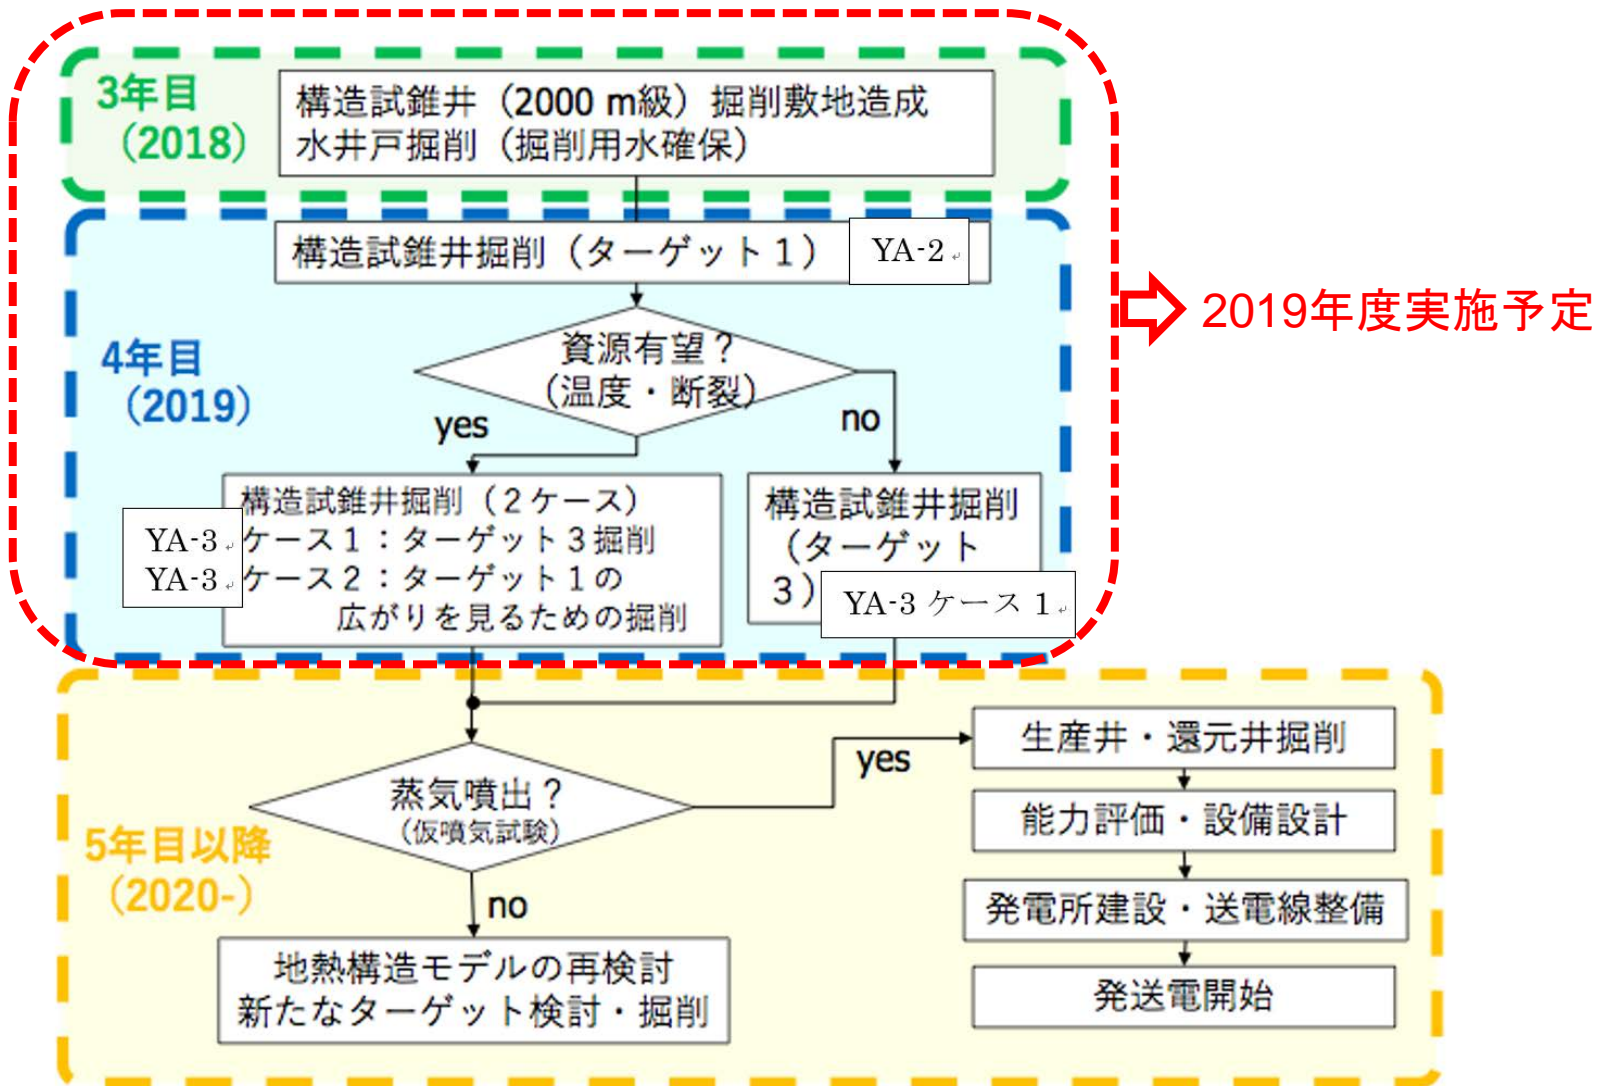 3年目
（2018）
構造試錐井（2000 m級）掘削敷地造成
水井戸掘削（掘削用水確保）
構造試錐井掘削（ターゲット１）
YA-2
2019年度実施予定
4年目
（2019）
資源有望？
（温度・断裂）
yes
no
構造試錐井掘削（２ケース）
YA-3
ケース１：ターゲット３掘削
YA-3
ケース２：ターゲット１の
広がりを見るための掘削
構造試錐井掘削
（ターゲット
３）
YA-3 ケース 1
5年目以降
（2020-）
蒸気噴出？
（仮噴気試験）
yes
no
地熱構造モデルの再検討
新たなターゲット検討・掘削
生産井・還元井掘削
能力評価・設備設計
発電所建設・送電線整備
発送電開始